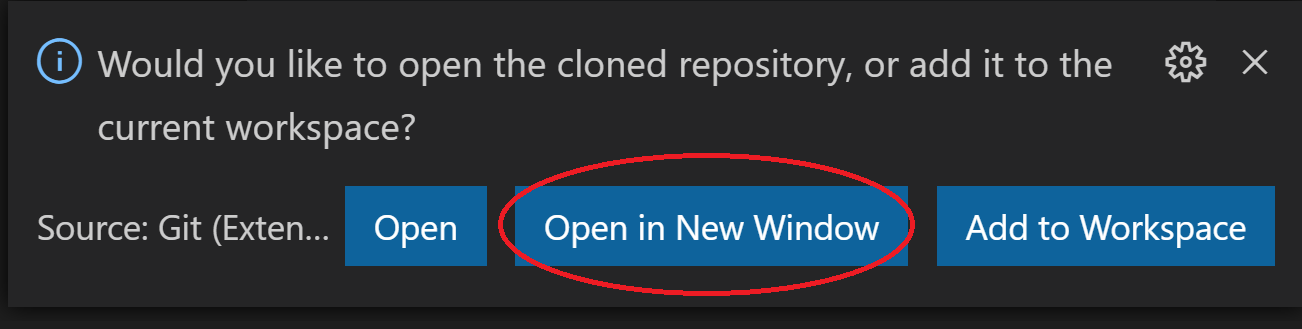 Would you like to open the cloned repository, or add it to the
current workspace?
Source: Git (Exten... Open Open in New Window Add to Workspace